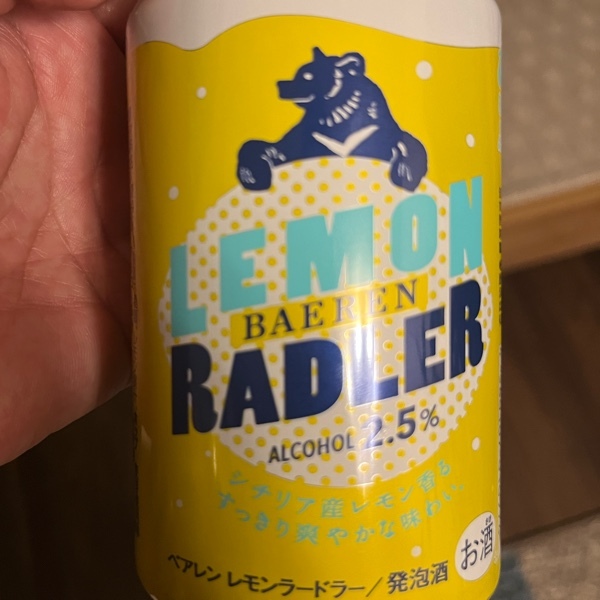 LEMON
BAEREN
RADLER
ALCOHOL 2.5%
シチリア産レモン香る
すっきり爽やかな味わい。
ベアレン レモンラードラー/発泡酒
お酒